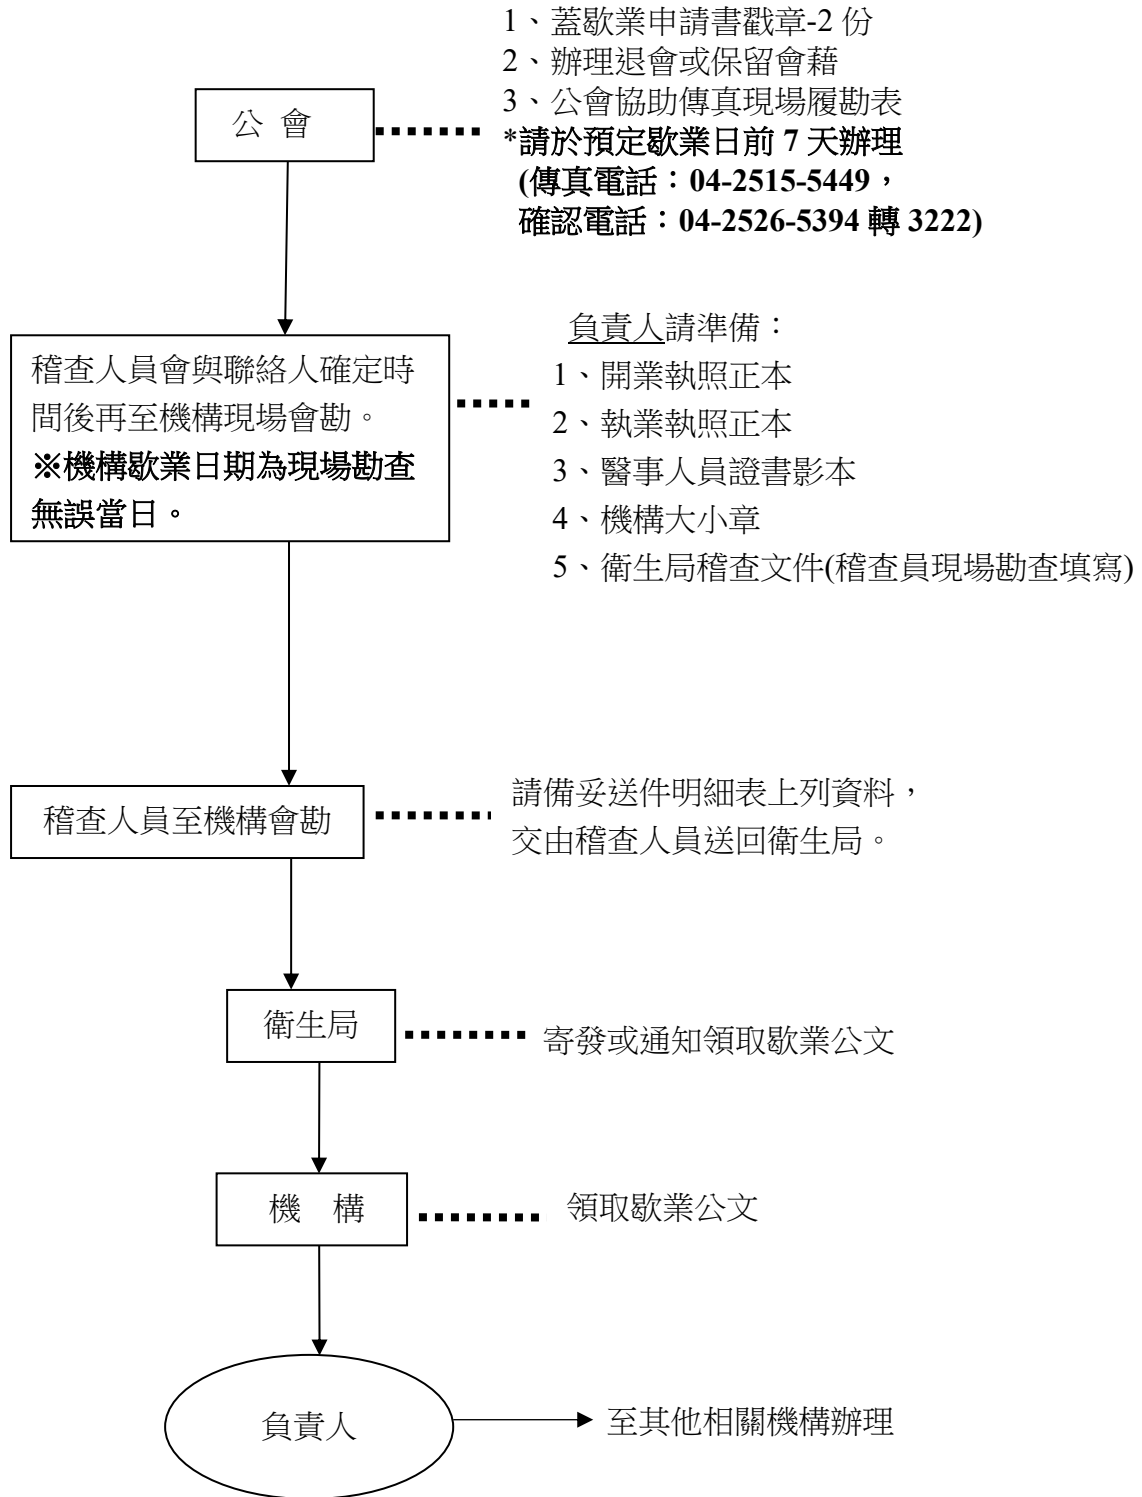 1、蓋歇業申請書戳章-2 份
2、辦理退會或保留會藉
3、公會協助傳真現場履勘表
*請於預定歇業日前 7 天辦理
(傳真電話：04-2515-5449，
確認電話：04-2526-5394 轉 3222)
公 會
稽查人員會與聯絡人確定時
間後再至機構現場會勘。
※機構歇業日期為現場勘查
無誤當日。
負責人請準備：
1、開業執照正本
2、執業執照正本
3、醫事人員證書影本
4、機構大小章
5、衛生局稽查文件(稽查員現場勘查填寫)
稽查人員至機構會勘
請備妥送件明細表上列資料，
交由稽查人員送回衛生局。
衛生局
寄發或通知領取歇業公文
機 構
領取歇業公文
負責人
至其他相關機構辦理